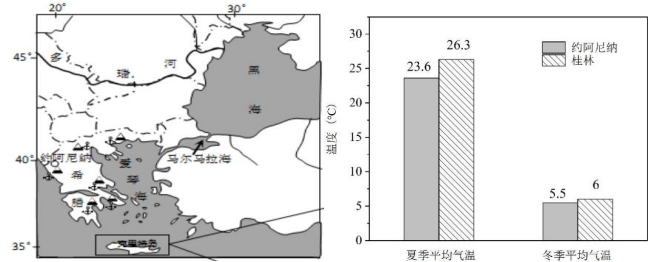 20°
30°
45°
多
瑙
河
黑
海
约阿尼纳
40°
希
腊
爱
琴
海
马尔马拉海
35°
克里特岛
温度 (℃)
30
25
20
15
10
5
0
23.6
26.3
5.5
6
约阿尼纳
桂林
夏季平均气温
冬季平均气温